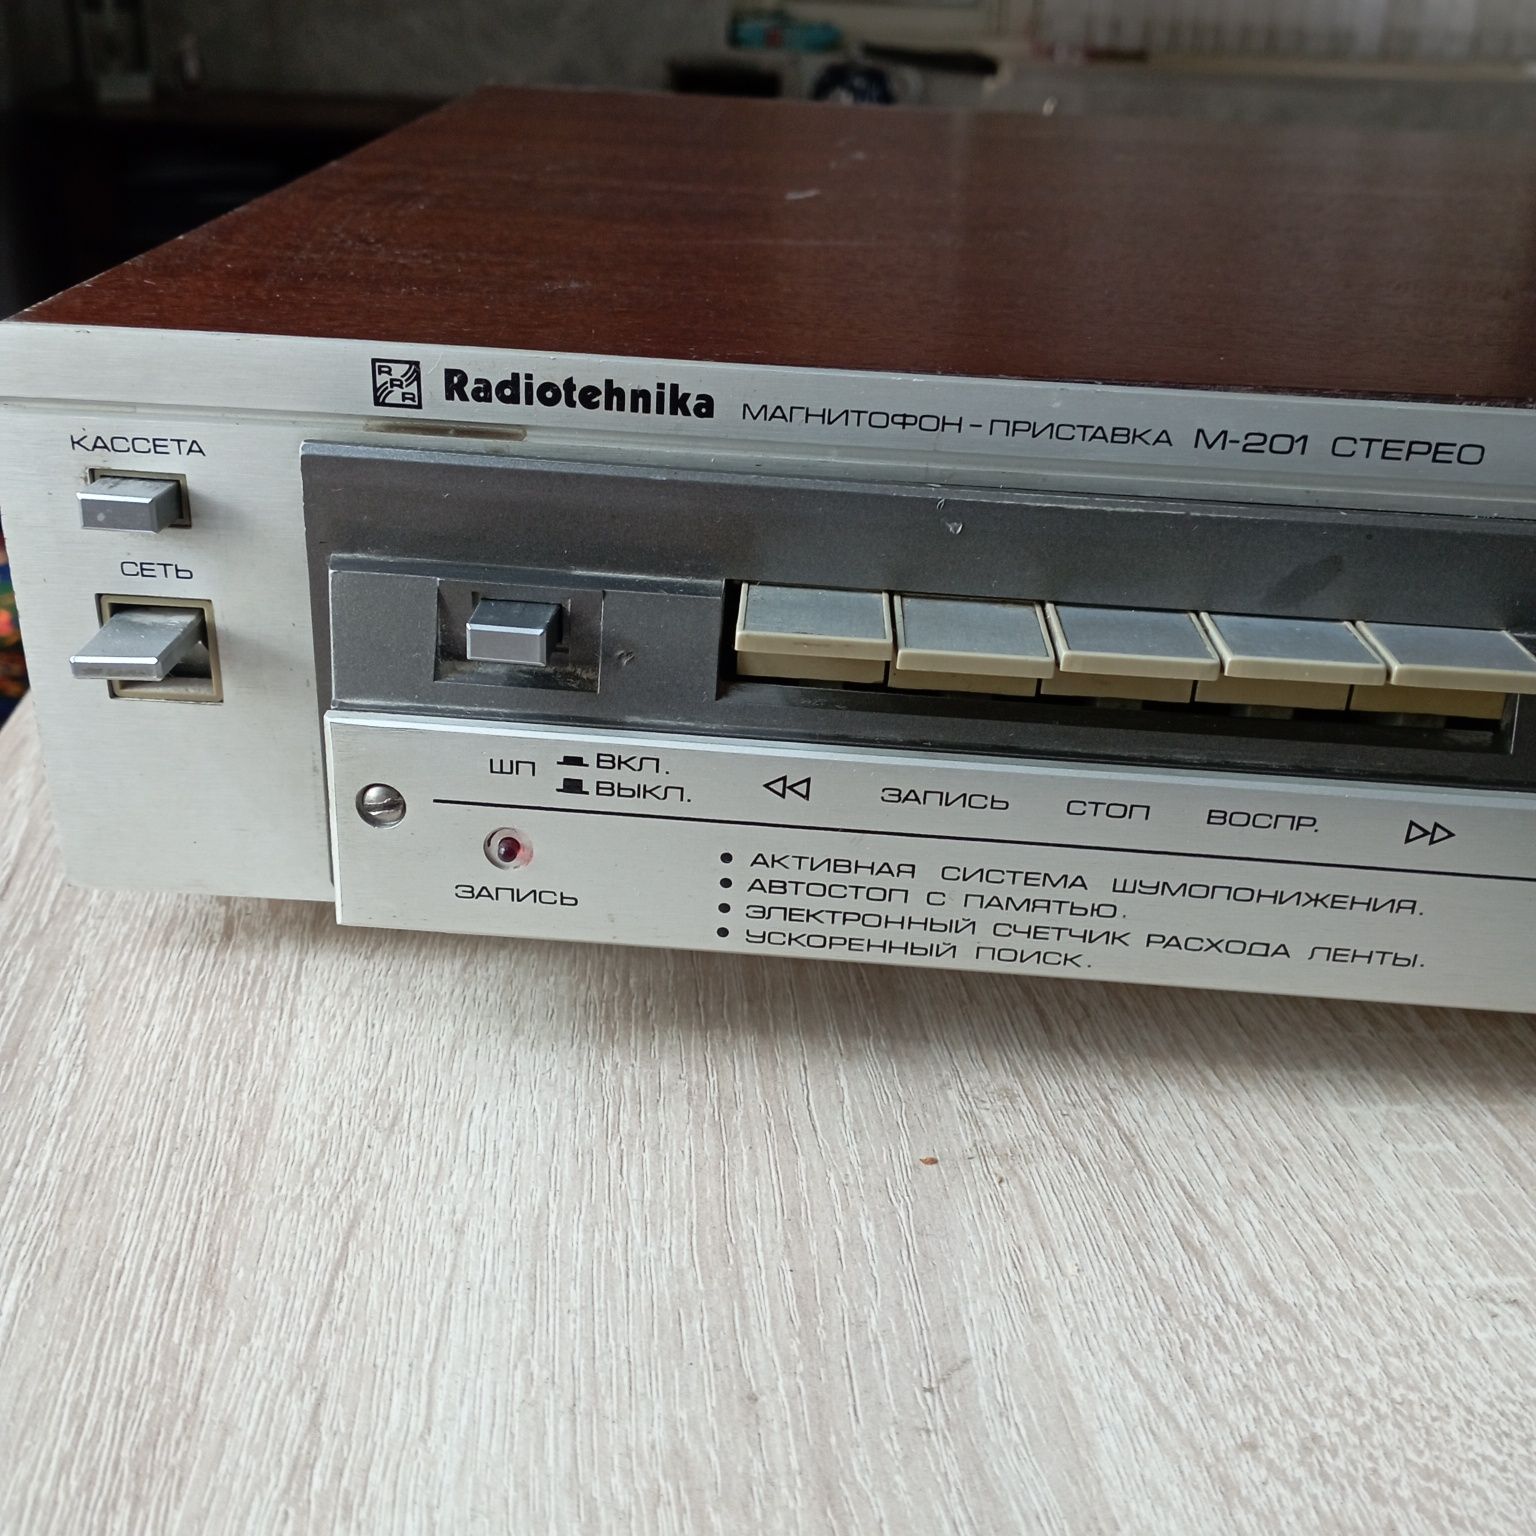 RRR Radiotehnika МАГНИТОФОН-ПРИСТАВКА М-201 СТЕРЕО
КАССЕТА
СЕТЬ
ШП ВКЛ.
ВЫКЛ.
ЗАПИСЬ СТОП ВОСПР.
ЗАПИСЬ
• АКТИВНАЯ СИСТЕМА ШУМОПОНИЖЕНИЯ.
• АВТОСТОП С ПАМЯТЬЮ.
• ЭЛЕКТРОННЫЙ СЧЕТЧИК РАСХОДА ЛЕНТЫ.
• УСКОРЕННЫЙ ПОИСК.